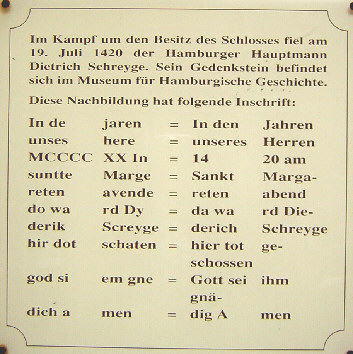 Im Kampf um den Besitz des Schlosses fiel am
19. Juli 1420 der Hamburger Hauptmann
Dietrich Schreyge. Sein Gedenkstein befindet
sich im Museum für Hamburgische Geschichte.
Diese Nachbildung hat folgende Inschrift:
In de jaren = In den Jahren
unses here = unseres Herren
MCCCC XX In = 14 20 am
suntte Marge = Sankt Marga-
reten avende = reten abend
do wa rd Dy = da wa rd Die-
derik Screyge = derich Schreyge
hir dot schaten = hier tot ge-
schossen
god si em gne = Gott sei ihm
gnä-
dich a men = dig A men